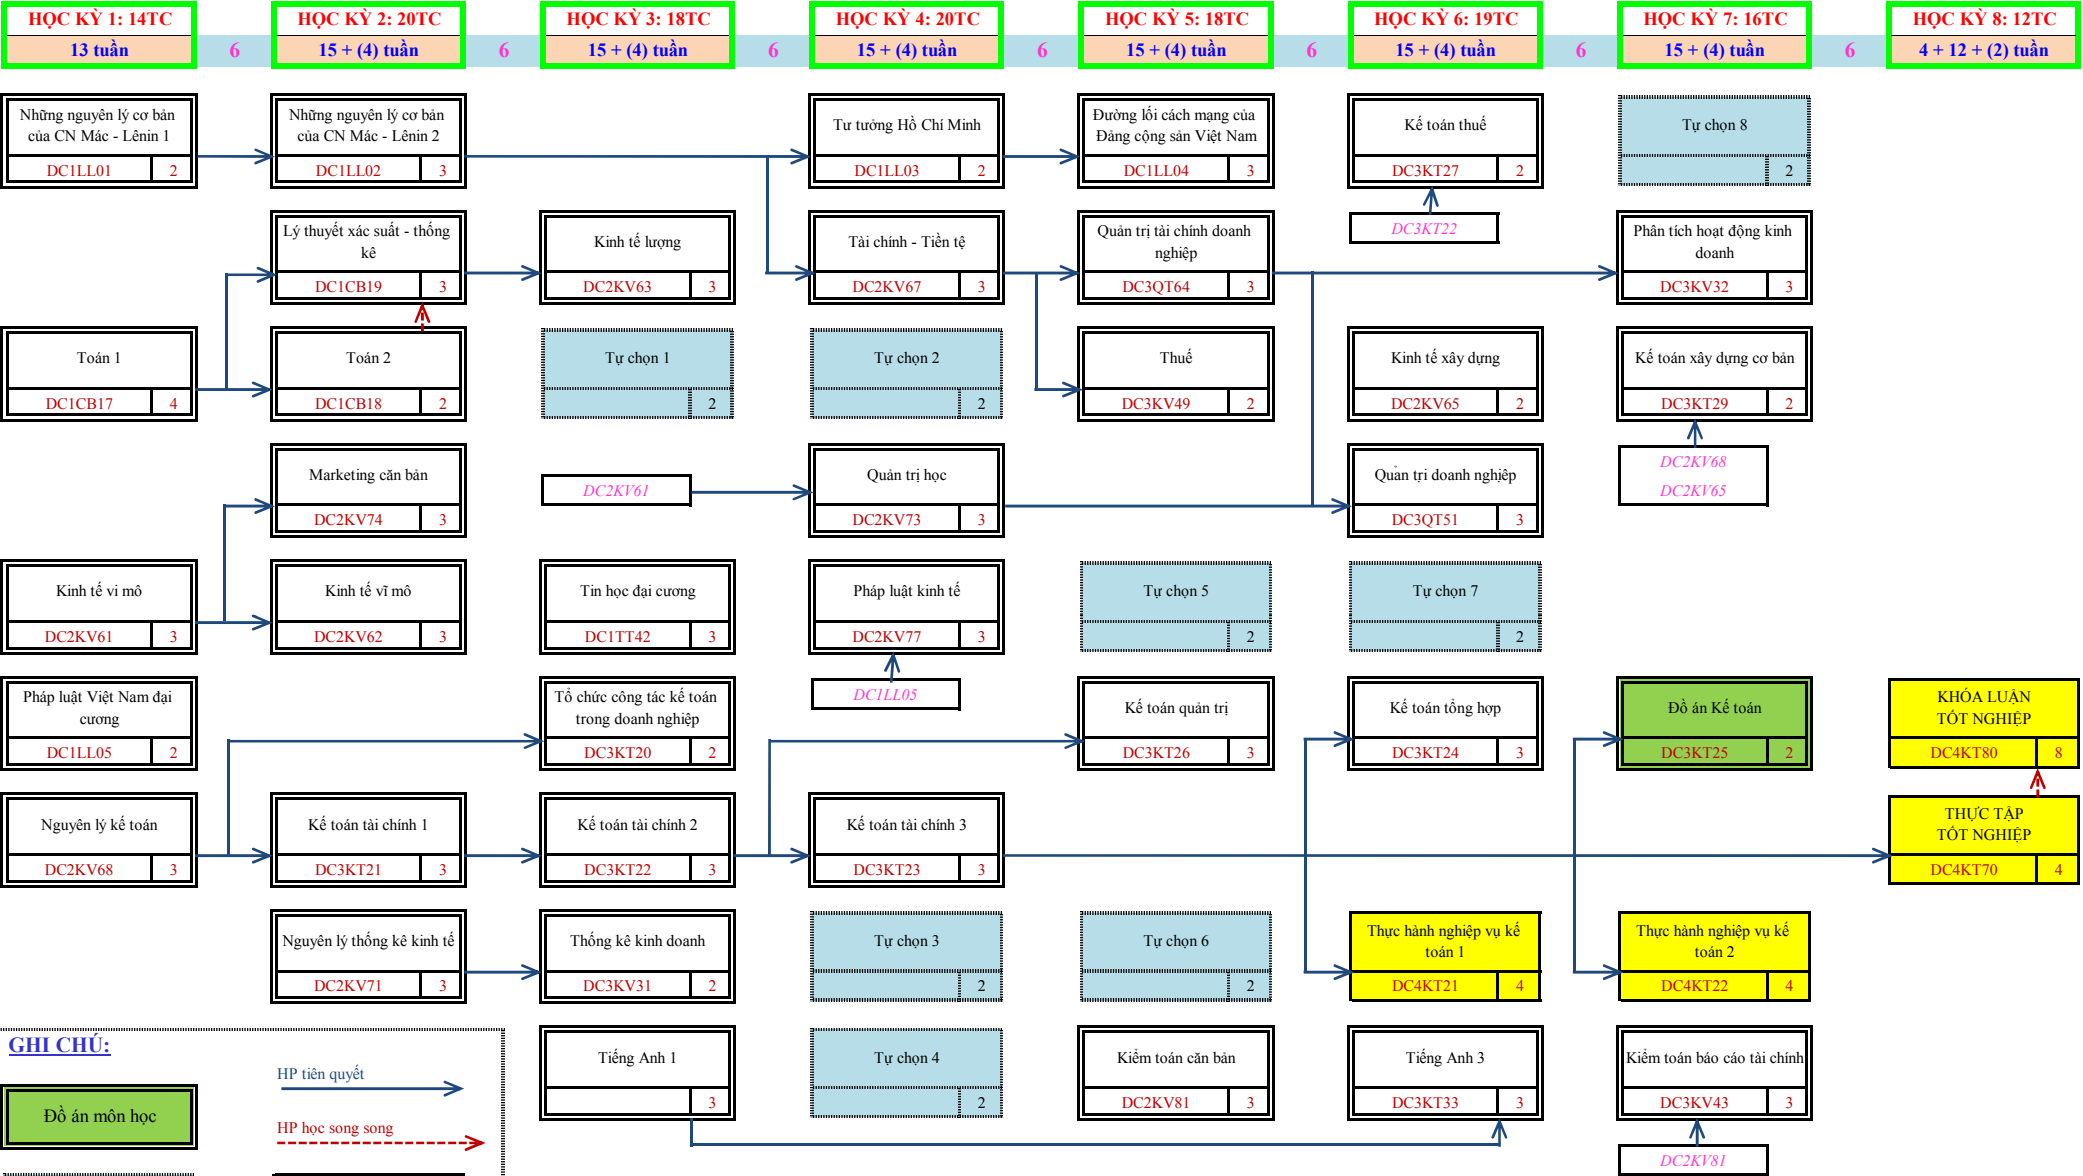 HỌC KỲ 1: 14TC
HỌC KỲ 2: 20TC
HỌC KỲ 3: 18TC
HỌC KỲ 4: 20TC
HỌC KỲ 5: 18TC
HỌC KỲ 6: 19TC
HỌC KỲ 7: 16TC
HỌC KỲ 8: 12TC
13 tuần
6
15 + (4) tuần
6
15 + (4) tuần
6
15 + (4) tuần
6
15 + (4) tuần
6
15 + (4) tuần
6
15 + (4) tuần
6
4 + 12 + (2) tuần
Những nguyên lý cơ bản
của CN Mác - Lênin 1
DC1LL01 2
Những nguyên lý cơ bản
của CN Mác - Lênin 2
DC1LL02 3
Tư tưởng Hồ Chí Minh
DC1LL03 2
Đường lối cách mạng của
Đảng cộng sản Việt Nam
DC1LL04 3
Kế toán thuế
DC3KT27 2
Tự chọn 8
2
Lý thuyết xác suất - thống
kê
DC1CB19 3
Kinh tế lượng
DC2KV63 3
Tài chính - Tiền tệ
DC2KV67 3
Quản trị tài chính doanh
nghiệp
DC3QT64 3
DC3KT22
Phân tích hoạt động kinh
doanh
DC3KV32 3
Toán 1
DC1CB17 4
Toán 2
DC1CB18 2
Tự chọn 1
2
Tự chọn 2
2
Thuế
DC3KV49 2
Kinh tế xây dựng
DC2KV65 2
Kế toán xây dựng cơ bản
DC3KT29 2
Marketing căn bản
DC2KV74 3
DC2KV61
Quản trị học
DC2KV73 3
Quản trị doanh nghiệp
DC3QT51 3
DC2KV68
DC2KV65
Kinh tế vi mô
DC2KV61 3
Kinh tế vĩ mô
DC2KV62 3
Tin học đại cương
DC1TT42 3
Pháp luật kinh tế
DC2KV77 3
Tự chọn 5
2
Tự chọn 7
2
Pháp luật Việt Nam đại
cương
DC1LL05 2
Tổ chức công tác kế toán
trong doanh nghiệp
DC3KT20 2
DC1LL05
Kế toán quản trị
DC3KT26 3
Kế toán tổng hợp
DC3KT24 3
Đồ án Kế toán
DC3KT25 2
KHÓA LUẬN
TỐT NGHIỆP
DC4KT80 8
Nguyên lý kế toán
DC2KV68 3
Kế toán tài chính 1
DC3KT21 3
Kế toán tài chính 2
DC3KT22 3
Kế toán tài chính 3
DC3KT23 3
THỰC TẬP
TỐT NGHIỆP
DC4KT70 4
Nguyên lý thống kê kinh tế
DC2KV71 3
Thống kê kinh doanh
DC3KV31 2
Tự chọn 3
2
Tự chọn 6
2
Thực hành nghiệp vụ kế
toán 1
DC4KT21 4
Thực hành nghiệp vụ kế
toán 2
DC4KT22 4
Tiếng Anh 1
3
Tự chọn 4
2
Kiểm toán căn bản
DC2KV81 3
Tiếng Anh 3
DC3KT33 3
Kiểm toán báo cáo tài chính
DC3KV43 3
DC2KV81
GHI CHÚ:
HP tiên quyết
Đồ án môn học
HP học song song